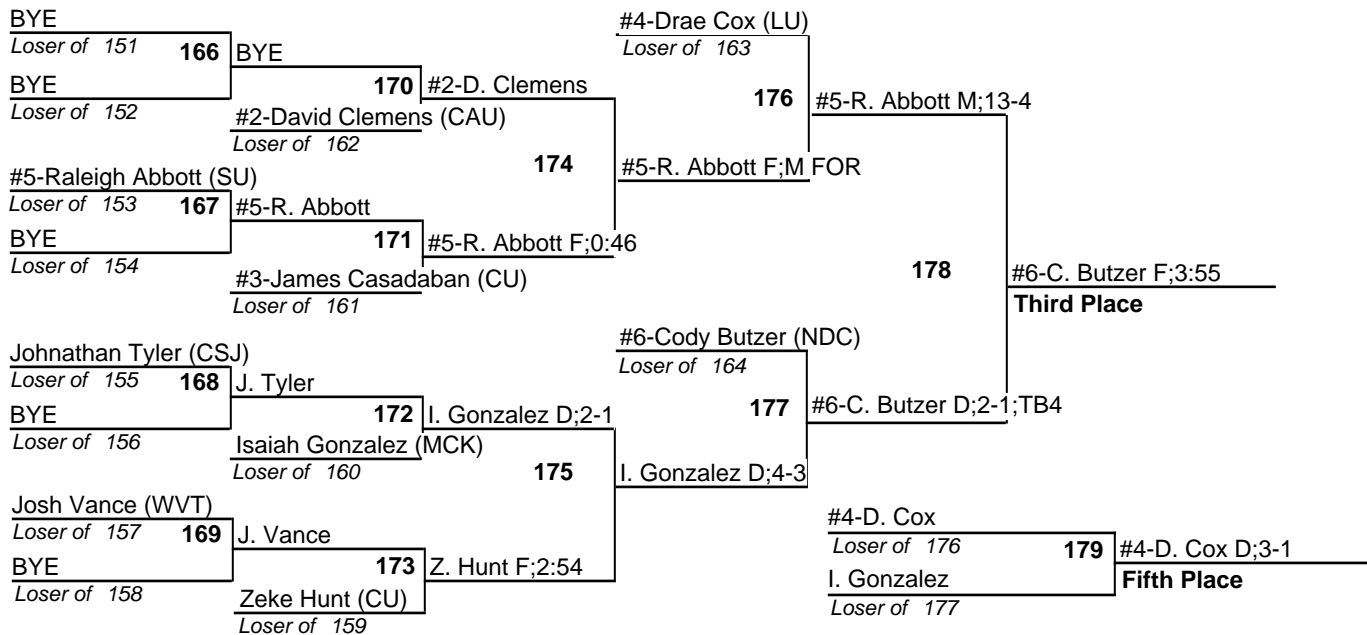 BYE
Loser of 151
166
BYE
BYE
Loser of 152
170
#2-D. Clemens
#2-David Clemens (CAU)
Loser of 162
174
#5-Raleigh Abbott (SU)
Loser of 153
167
#5-R. Abbott
BYE
Loser of 154
171
#5-R. Abbott F;0:46
#3-James Casadaban (CU)
Loser of 161
#4-Drae Cox (LU)
Loser of 163
176
#5-R. Abbott M;13-4
#5-R. Abbott F;M FOR
178
#6-C. Butzer F;3:55
Third Place
Johnathan Tyler (CSJ)
Loser of 155
168
J. Tyler
BYE
Loser of 156
172
I. Gonzalez D;2-1
Isaiah Gonzalez (MCK)
Loser of 160
175
Josh Vance (WVT)
Loser of 157
169
J. Vance
BYE
Loser of 158
173
Z. Hunt F;2:54
Zeke Hunt (CU)
Loser of 159
#6-Cody Butzer (NDC)
Loser of 164
177
#6-C. Butzer D;2-1;TB4
I. Gonzalez D;4-3
#4-D. Cox
Loser of 176
179
#4-D. Cox D;3-1
Fifth Place
I. Gonzalez
Loser of 177